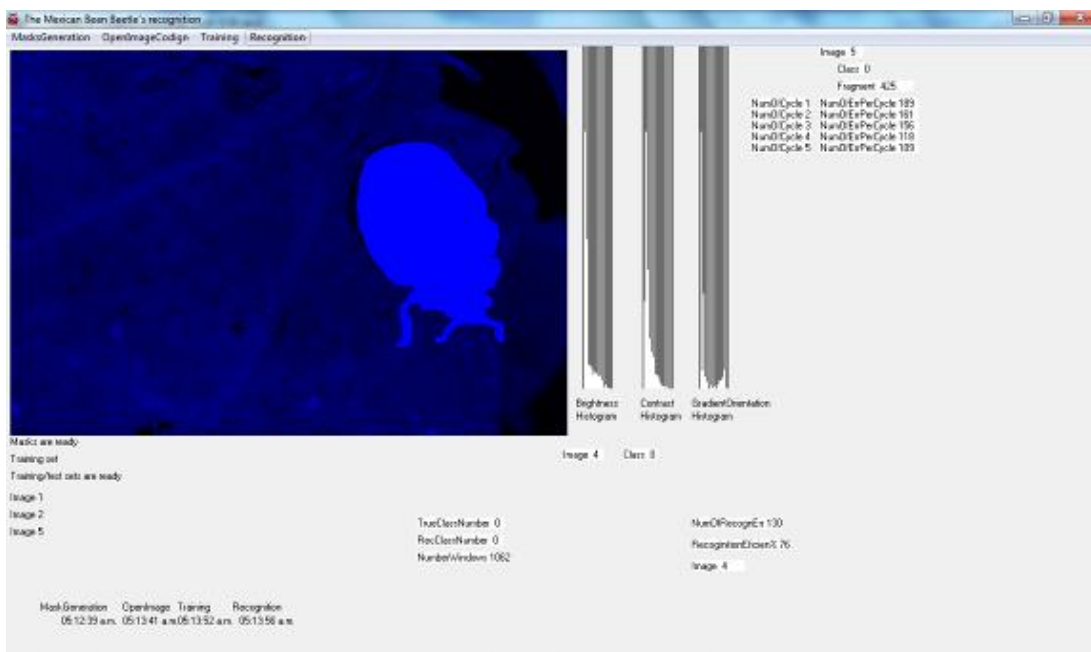 The Mexican Bean Beetle's recognition
MasksGeneration OpenImageCodign Training Recognition
Image 5
Class 0
Fragment 425
NumOfCycle 1 NumOfErrPerCycle 189
NumOfCycle 2 NumOfErrPerCycle 161
NumOfCycle 3 NumOfErrPerCycle 156
NumOfCycle 4 NumOfErrPerCycle 118
NumOfCycle 5 NumOfErrPerCycle 109
Brightness Histogram
Contrast Histogram
GradientOrientation Histogram
Masks are ready
Training set
Training/test sets are ready
Image 4 Class 0
Image 1
Image 2
Image 5
TrueClassNumber 0
RecClassNumber 0
NumberWindows 1062
NumOfRecognErr 130
RecognitionEficien% 76
Image 4
MaskGeneration OpenImage Training Recognition
05:12:39 a.m. 05:13:41 a.m. 05:13:52 a.m. 05:13:56 a.m.